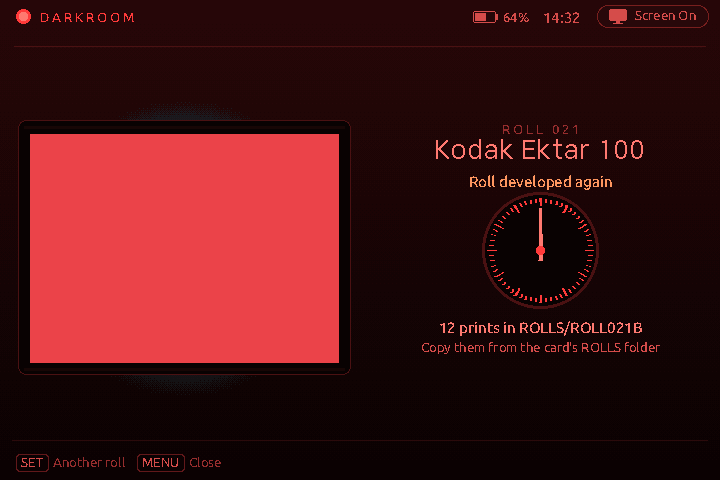 DARKROOM
64% 14:32 Screen On
ROLL 021
Kodak Ektar 100
Roll developed again
12 prints in ROLLS/ROLL021B
Copy them from the card's ROLLS folder
SET Another roll MENU Close